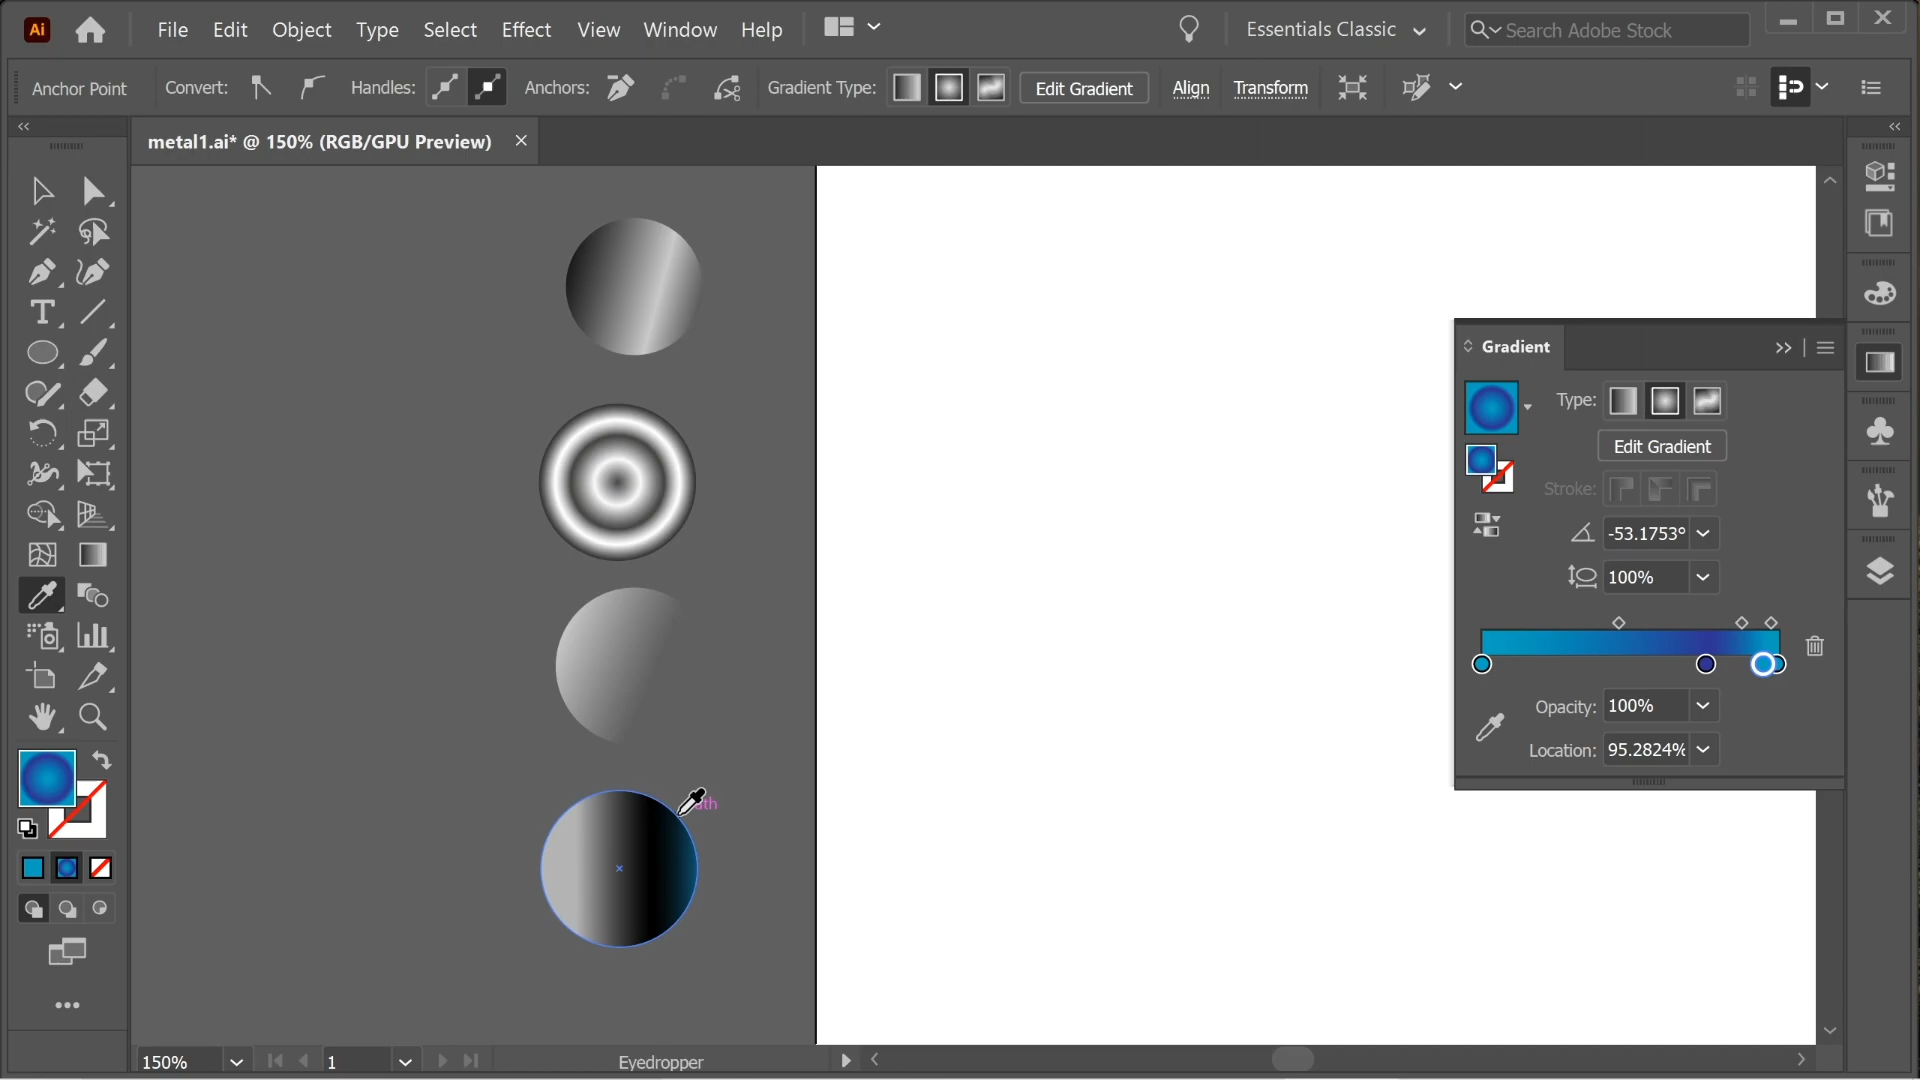 Ai File Edit Object Type Select Effect View Window Help Essentials Classic Search Adobe Stock
Anchor Point Convert: Handles: Anchors: Gradient Type: Edit Gradient Align Transform
metal1.ai* @ 150% (RGB/GPU Preview)
Gradient
Type:
Edit Gradient
Stroke:
-53.1753°
100%
Opacity: 100%
Location: 95.2824%
150% 1 Eyedropper